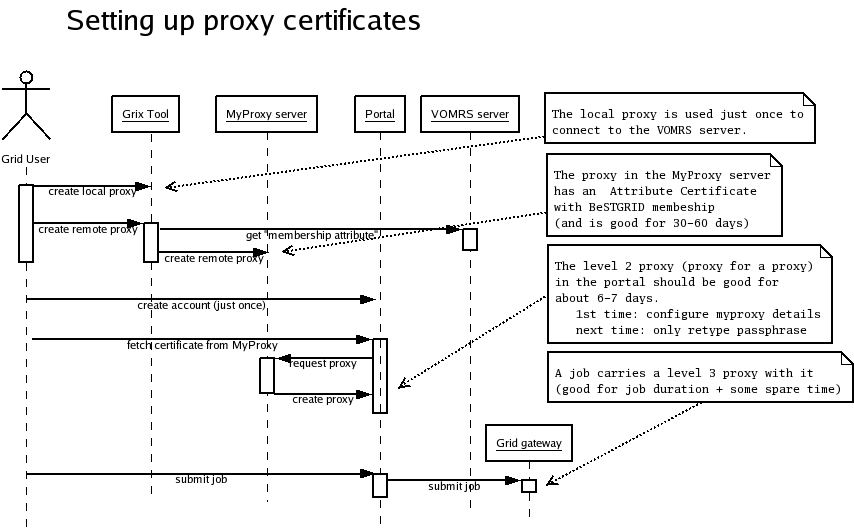 Setting up proxy certificates
Grid User
Grix Tool
MyProxy server
Portal
VOMRS server
The local proxy is used just once to
connect to the VOMRS server.
The proxy in the MyProxy server
has an Attribute Certificate
with BeSTGRID membeship
(and is good for 30-60 days)
The level 2 proxy (proxy for a proxy)
in the portal should be good for
about 6-7 days.
1st time: configure myproxy details
next time: only retype passphrase
A job carries a level 3 proxy with it
(good for job duration + some spare time)
create local proxy
create remote proxy
get "membership attribute"
create remote proxy
create account (just once)
fetch certificate from MyProxy
request proxy
create proxy
Grid gateway
submit job
submit job